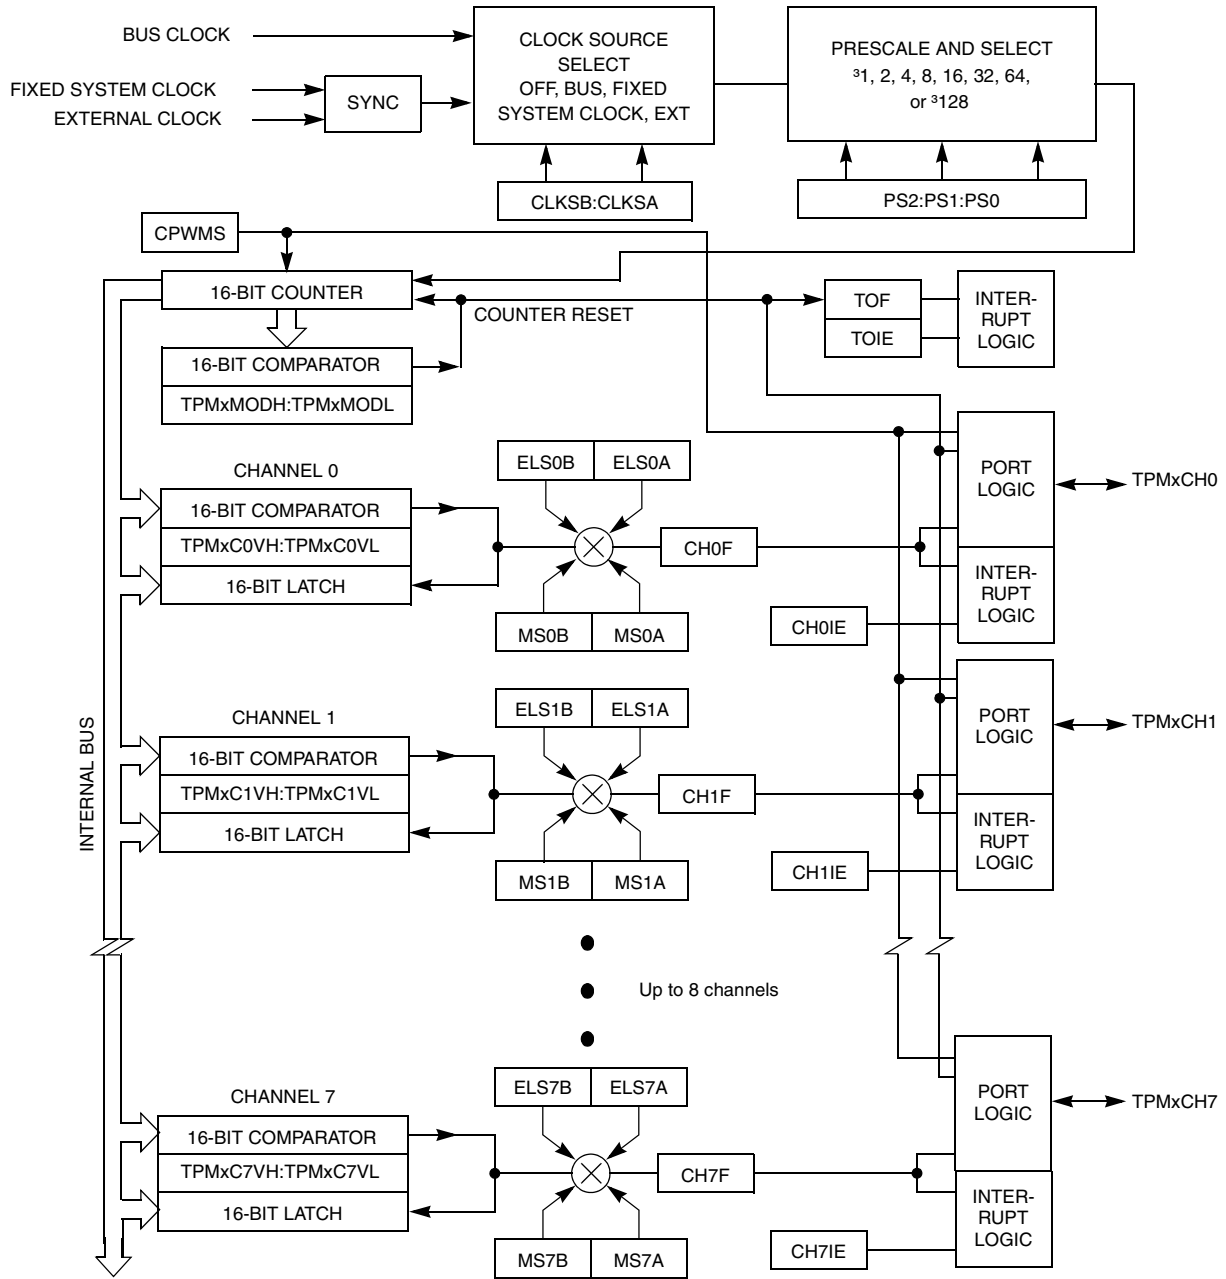 BUS CLOCK
FIXED SYSTEM CLOCK
EXTERNAL CLOCK
SYNC
CLOCK SOURCE
SELECT
OFF, BUS, FIXED
SYSTEM CLOCK, EXT
PRESCALE AND SELECT
³1, 2, 4, 8, 16, 32, 64,
or ³128
CLKSB:CLKSA
PS2:PS1:PS0
CPWMS
16-BIT COUNTER
COUNTER RESET
TOF
TOIE
INTER-
RUPT
LOGIC
16-BIT COMPARATOR
TPMxMODH:TPMxMODL
INTERNAL BUS
CHANNEL 0
16-BIT COMPARATOR
TPMxC0VH:TPMxC0VL
16-BIT LATCH
ELS0B
ELS0A
MS0B
MS0A
CH0F
CH0IE
PORT
LOGIC
INTER-
RUPT
LOGIC
TPMxCH0
CHANNEL 1
16-BIT COMPARATOR
TPMxC1VH:TPMxC1VL
16-BIT LATCH
ELS1B
ELS1A
MS1B
MS1A
CH1F
CH1IE
PORT
LOGIC
INTER-
RUPT
LOGIC
TPMxCH1
Up to 8 channels
CHANNEL 7
16-BIT COMPARATOR
TPMxC7VH:TPMxC7VL
16-BIT LATCH
ELS7B
ELS7A
MS7B
MS7A
CH7F
CH7IE
PORT
LOGIC
INTER-
RUPT
LOGIC
TPMxCH7